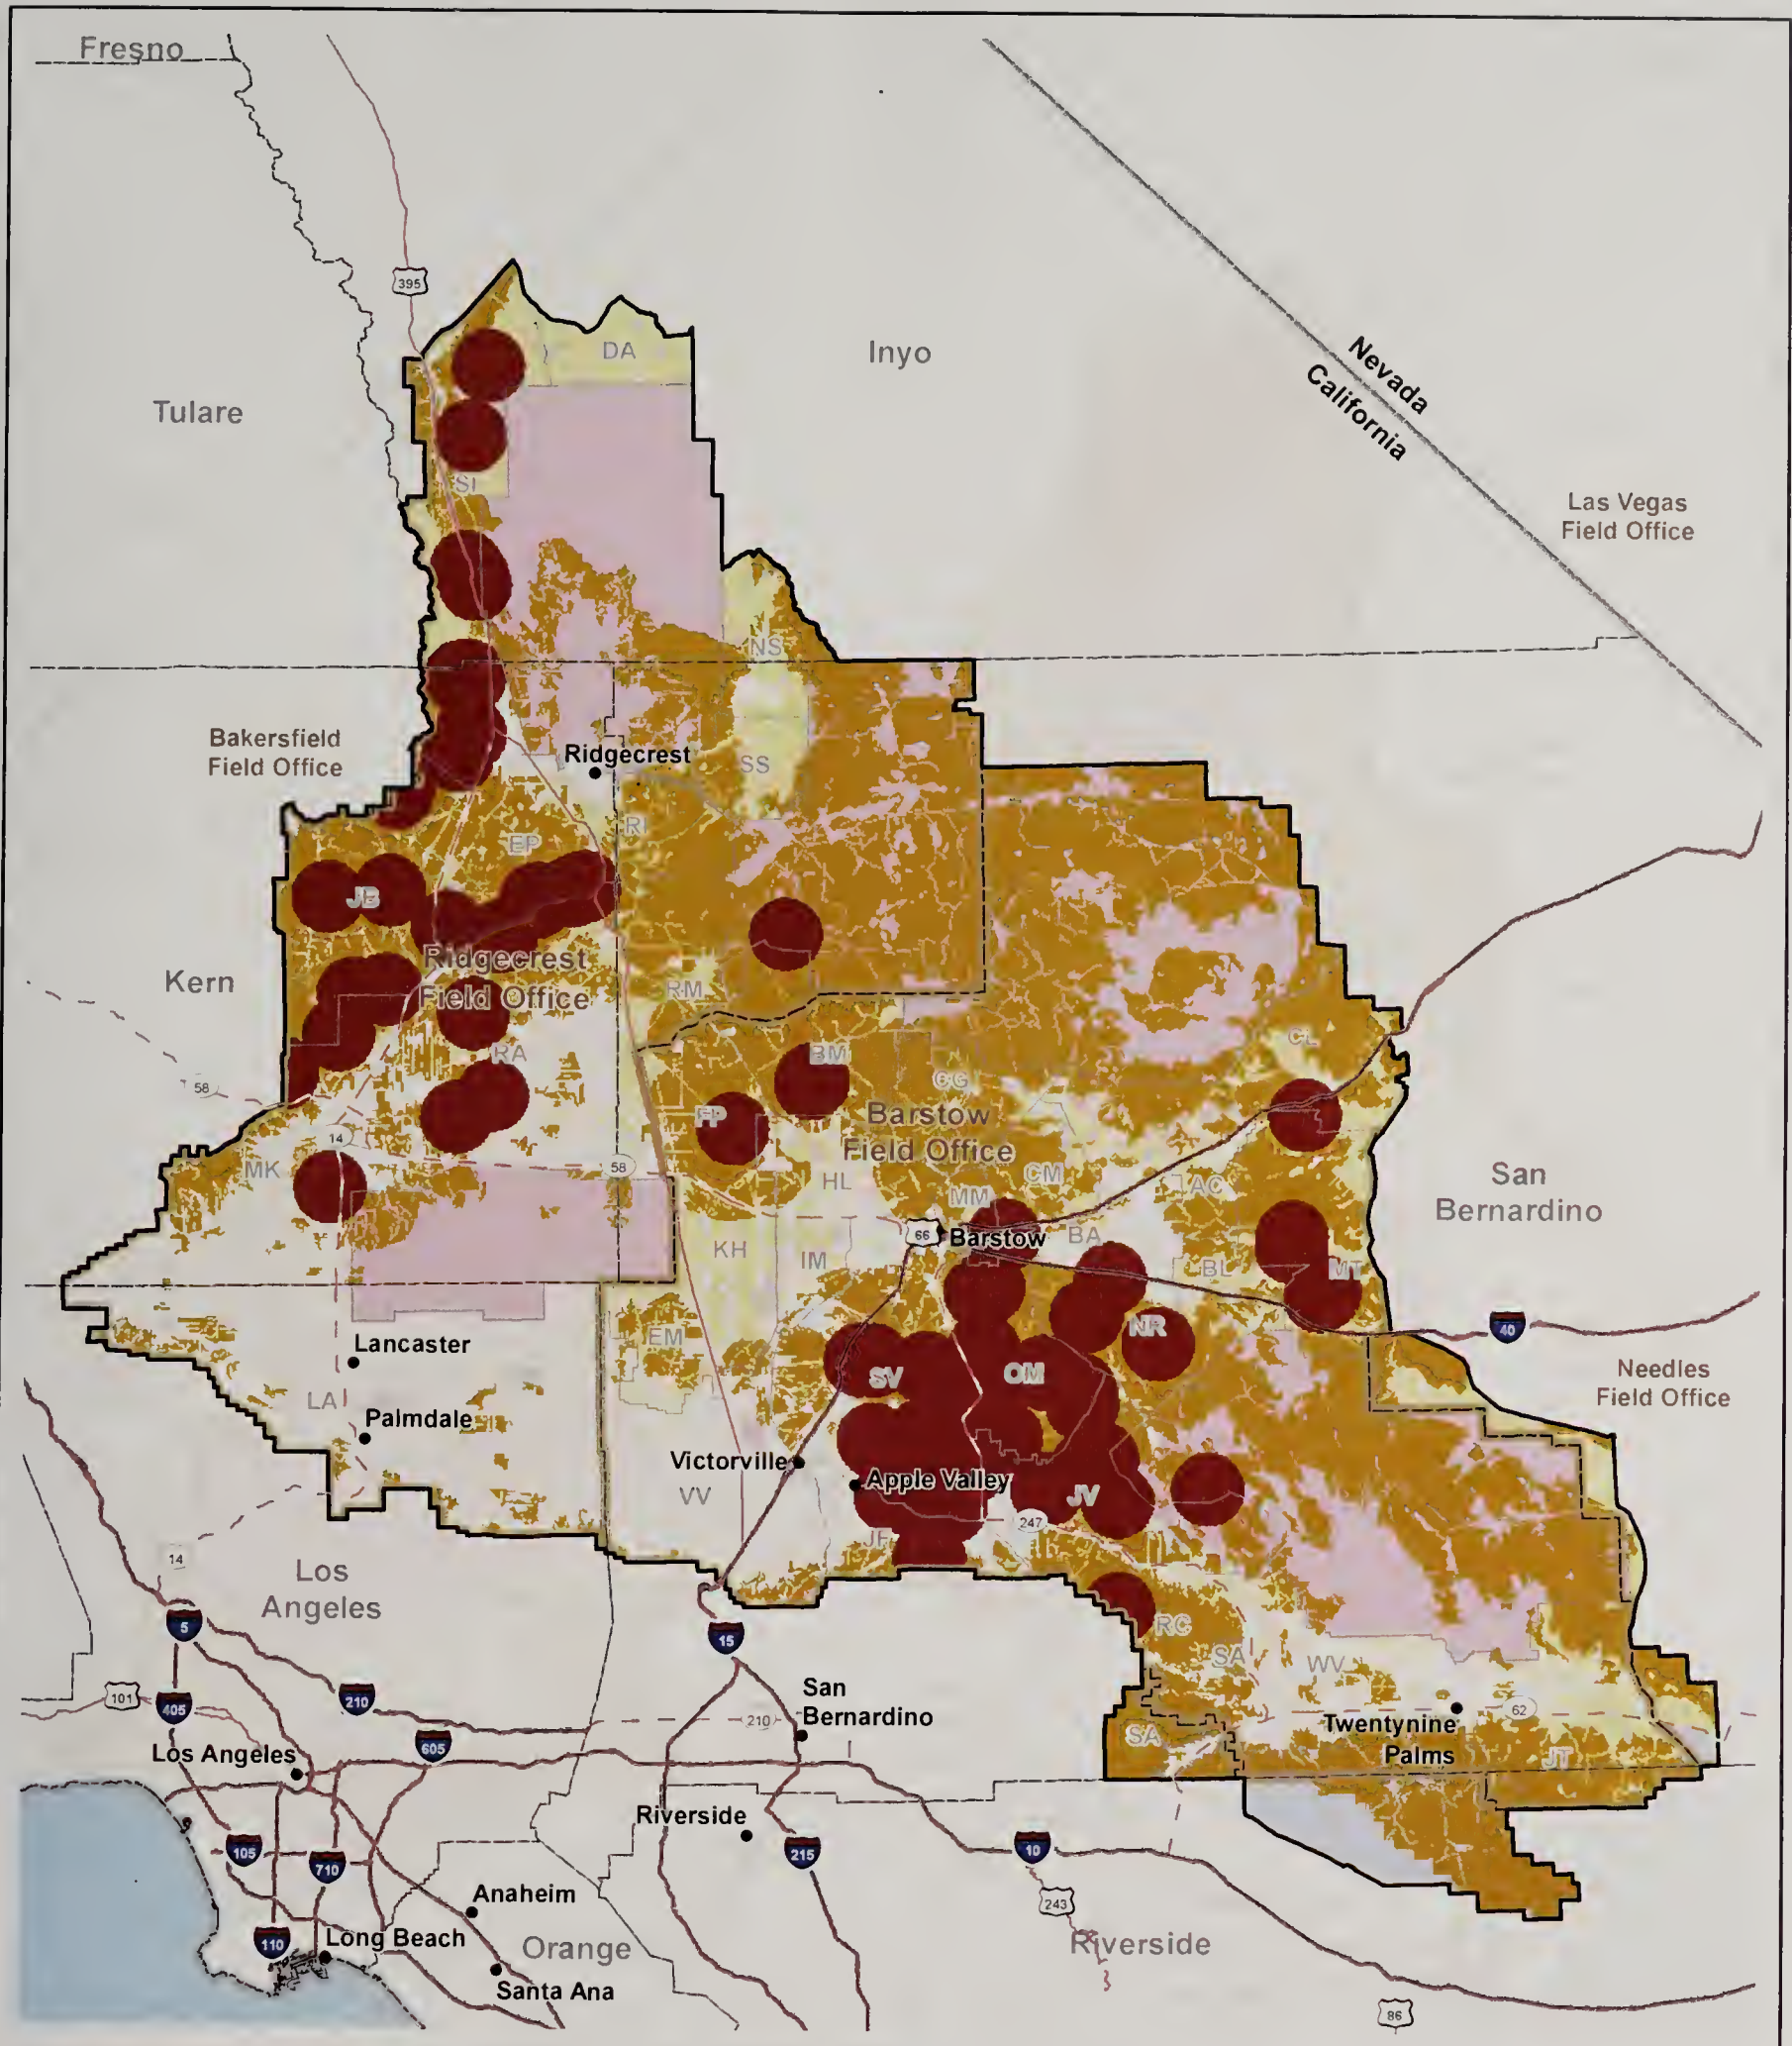 Fresno
395
DA
Inyo
Nevada
California
Tulare
SI
Las Vegas
Field Office
NS
Bakersfield
Field Office
Ridgecrest
SS
RI
EP
JB
Ridgecrest
Field Office
Kern
RM
BM
CL
RA
58
CG
FP
Barstow
Field Office
14
MK
58
HL
CM
MM
AC
San
Bernardino
66
Barstow
BA
KH
IM
BL
MT
EM
NR
40
Lancaster
SV
OM
Needles
Field Office
LA
Palmdale
Victorville
Apple Valley
VV
JV
247
JF
14
Los
Angeles
5
15
RC
SA
WV
101
405
210
San
Bernardino
210
62
Twentynine
Palms
SA
JT
Los Angeles
605
Riverside
105
710
215
10
Anaheim
243
110
Long Beach
Orange
Riverside
Santa Ana
86